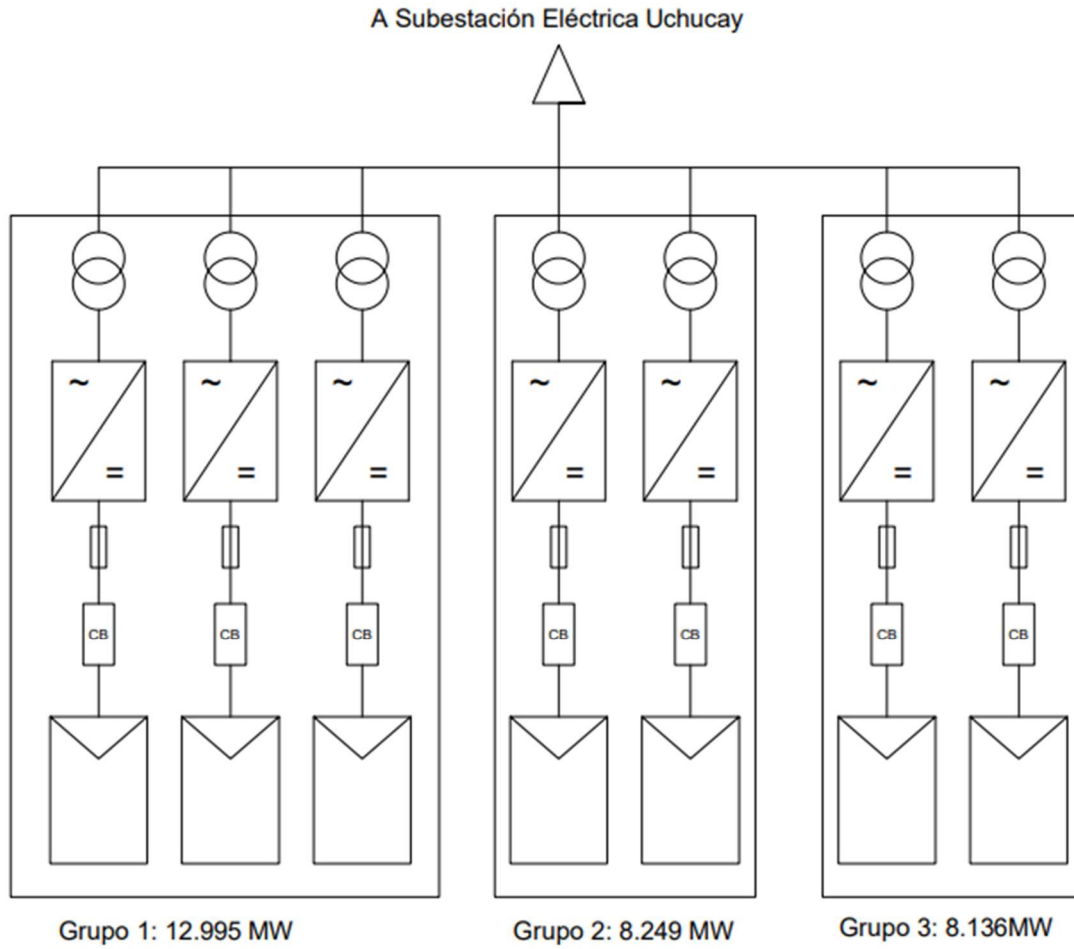 A Subestación Eléctrica Uchucay
~ ~ ~ ~ ~ ~ ~
= = = = = = =
CB CB CB CB CB CB CB
Grupo 1: 12.995 MW
Grupo 2: 8.249 MW
Grupo 3: 8.136MW